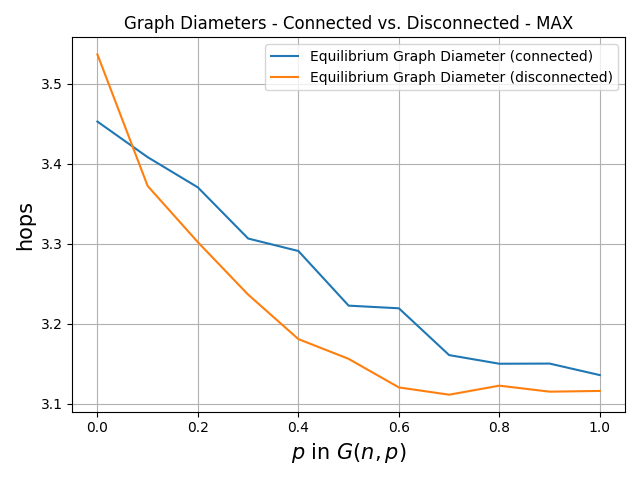 Graph Diameters - Connected vs. Disconnected - MAX
Equilibrium Graph Diameter (connected)
Equilibrium Graph Diameter (disconnected)
3.5
3.4
3.3
3.2
3.1
hops
0.0 0.2 0.4 0.6 0.8 1.0
p in G(n, p)